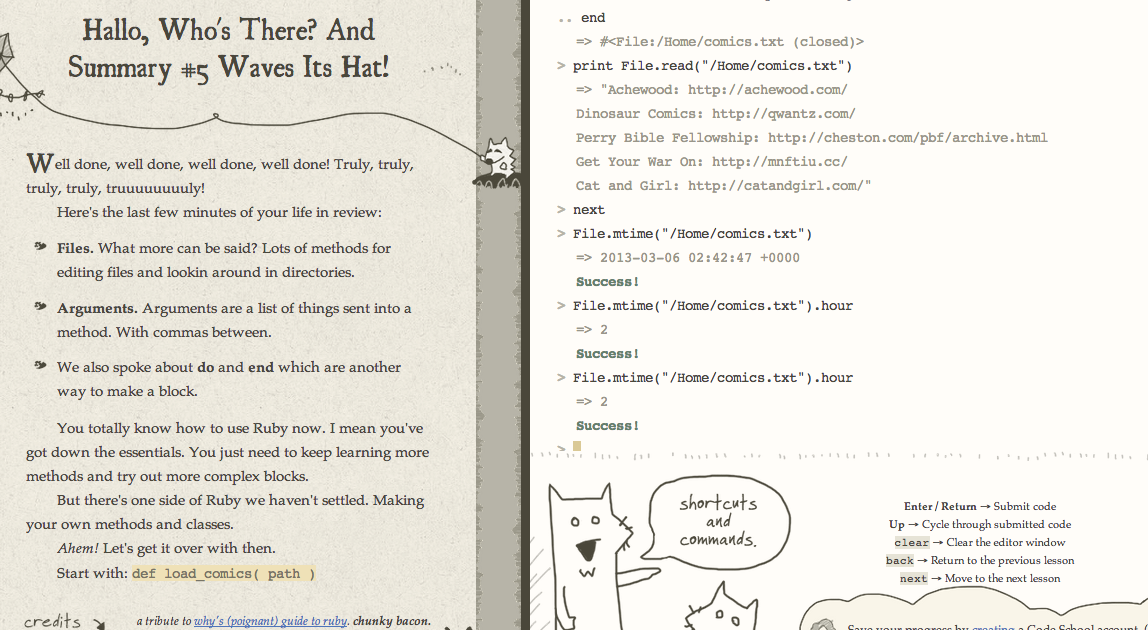 Hallo, Who's There? And
Summary #5 Waves Its Hat!
Well done, well done, well done, well done! Truly, truly,
truly, truly, truuuuuuuuly!
Here's the last few minutes of your life in review:
Files. What more can be said? Lots of methods for
editing files and lookin around in directories.
Arguments. Arguments are a list of things sent into a
method. With commas between.
We also spoke about do and end which are another
way to make a block.
You totally know how to use Ruby now. I mean you've
got down the essentials. You just need to keep learning more
methods and try out more complex blocks.
But there's one side of Ruby we haven't settled. Making
your own methods and classes.
Ahem! Let's get it over with then.
Start with: def load_comics( path )
credits
a tribute to why's (poignant) guide to ruby. chunky bacon.
.. end
=> #<File:/Home/comics.txt (closed)>
> print File.read("/Home/comics.txt")
=> "Achewood: http://achewood.com/
Dinosaur Comics: http://qwantz.com/
Perry Bible Fellowship: http://cheston.com/pbf/archive.html
Get Your War On: http://mnftiu.cc/
Cat and Girl: http://catandgirl.com/"
> next
> File.mtime("/Home/comics.txt")
=> 2013-03-06 02:42:47 +0000
Success!
> File.mtime("/Home/comics.txt").hour
=> 2
Success!
> File.mtime("/Home/comics.txt").hour
=> 2
Success!
>
shortcuts
and
commands.
Enter / Return → Submit code
Up → Cycle through submitted code
clear → Clear the editor window
back → Return to the previous lesson
next → Move to the next lesson
Save your progress by creating a Code School account.